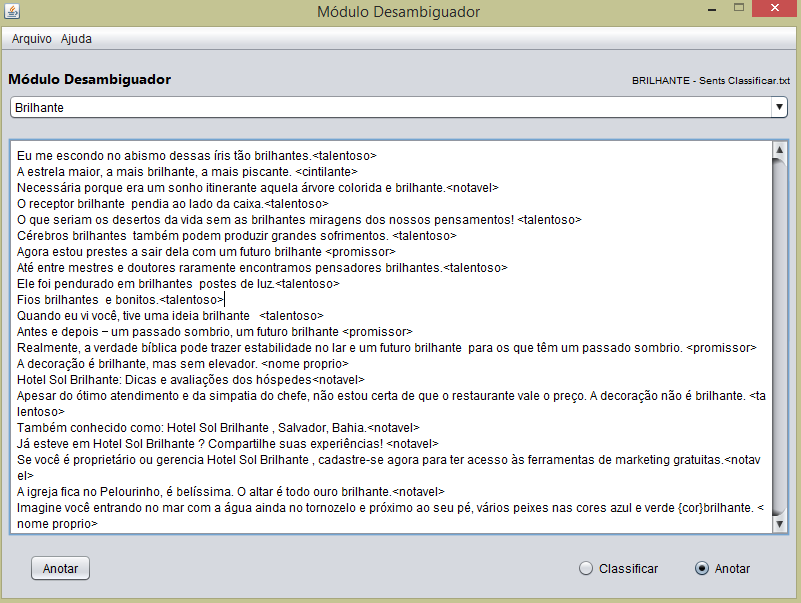 Módulo Desambiguador
Arquivo Ajuda
Módulo Desambiguador
BRILHANTE - Sents Classificar.txt
Brilhante
Eu me escondo no abismo dessas íris tão brilhantes.<talentoso>
A estrela maior, a mais brilhante, a mais piscante. <cintilante>
Necessária porque era um sonho itinerante aquela árvore colorida e brilhante.<notavel>
O receptor brilhante  pendia ao lado da caixa.<talentoso>
O que seriam os desertos da vida sem as brilhantes miragens dos nossos pensamentos! <talentoso>
Cérebros brilhantes  também podem produzir grandes sofrimentos. <talentoso>
Agora estou prestes a sair dela com um futuro brilhante <promissor>
Até entre mestres e doutores raramente encontramos pensadores brilhantes.<talentoso>
Ele foi pendurado em brilhantes  postes de luz.<talentoso>
Fios brilhantes  e bonitos.<talentoso>
Quando eu vi você, tive uma ideia brilhante   <talentoso>
Antes e depois – um passado sombrio, um futuro brilhante <promissor>
Realmente, a verdade bíblica pode trazer estabilidade no lar e um futuro brilhante  para os que têm um passado sombrio. <promissor>
A decoração é brilhante, mas sem elevador. <nome proprio>
Hotel Sol Brilhante: Dicas e avaliações dos hóspedes<notavel>
Apesar do ótimo atendimento e da simpatia do chefe, não estou certa de que o restaurante vale o preço. A decoração não é brilhante. <ta
lentoso>
Também conhecido como: Hotel Sol Brilhante , Salvador, Bahia.<notavel>
Já esteve em Hotel Sol Brilhante ? Compartilhe suas experiências! <notavel>
Se você é proprietário ou gerencia Hotel Sol Brilhante , cadastre-se agora para ter acesso às ferramentas de marketing gratuitas.<notav
el>
A igreja fica no Pelourinho, é belíssima. O altar é todo ouro brilhante.<notavel>
Imagine você entrando no mar com a água ainda no tornozelo e próximo ao seu pé, vários peixes nas cores azul e verde {cor}brilhante. <
nome proprio>
Anotar
Classificar
Anotar